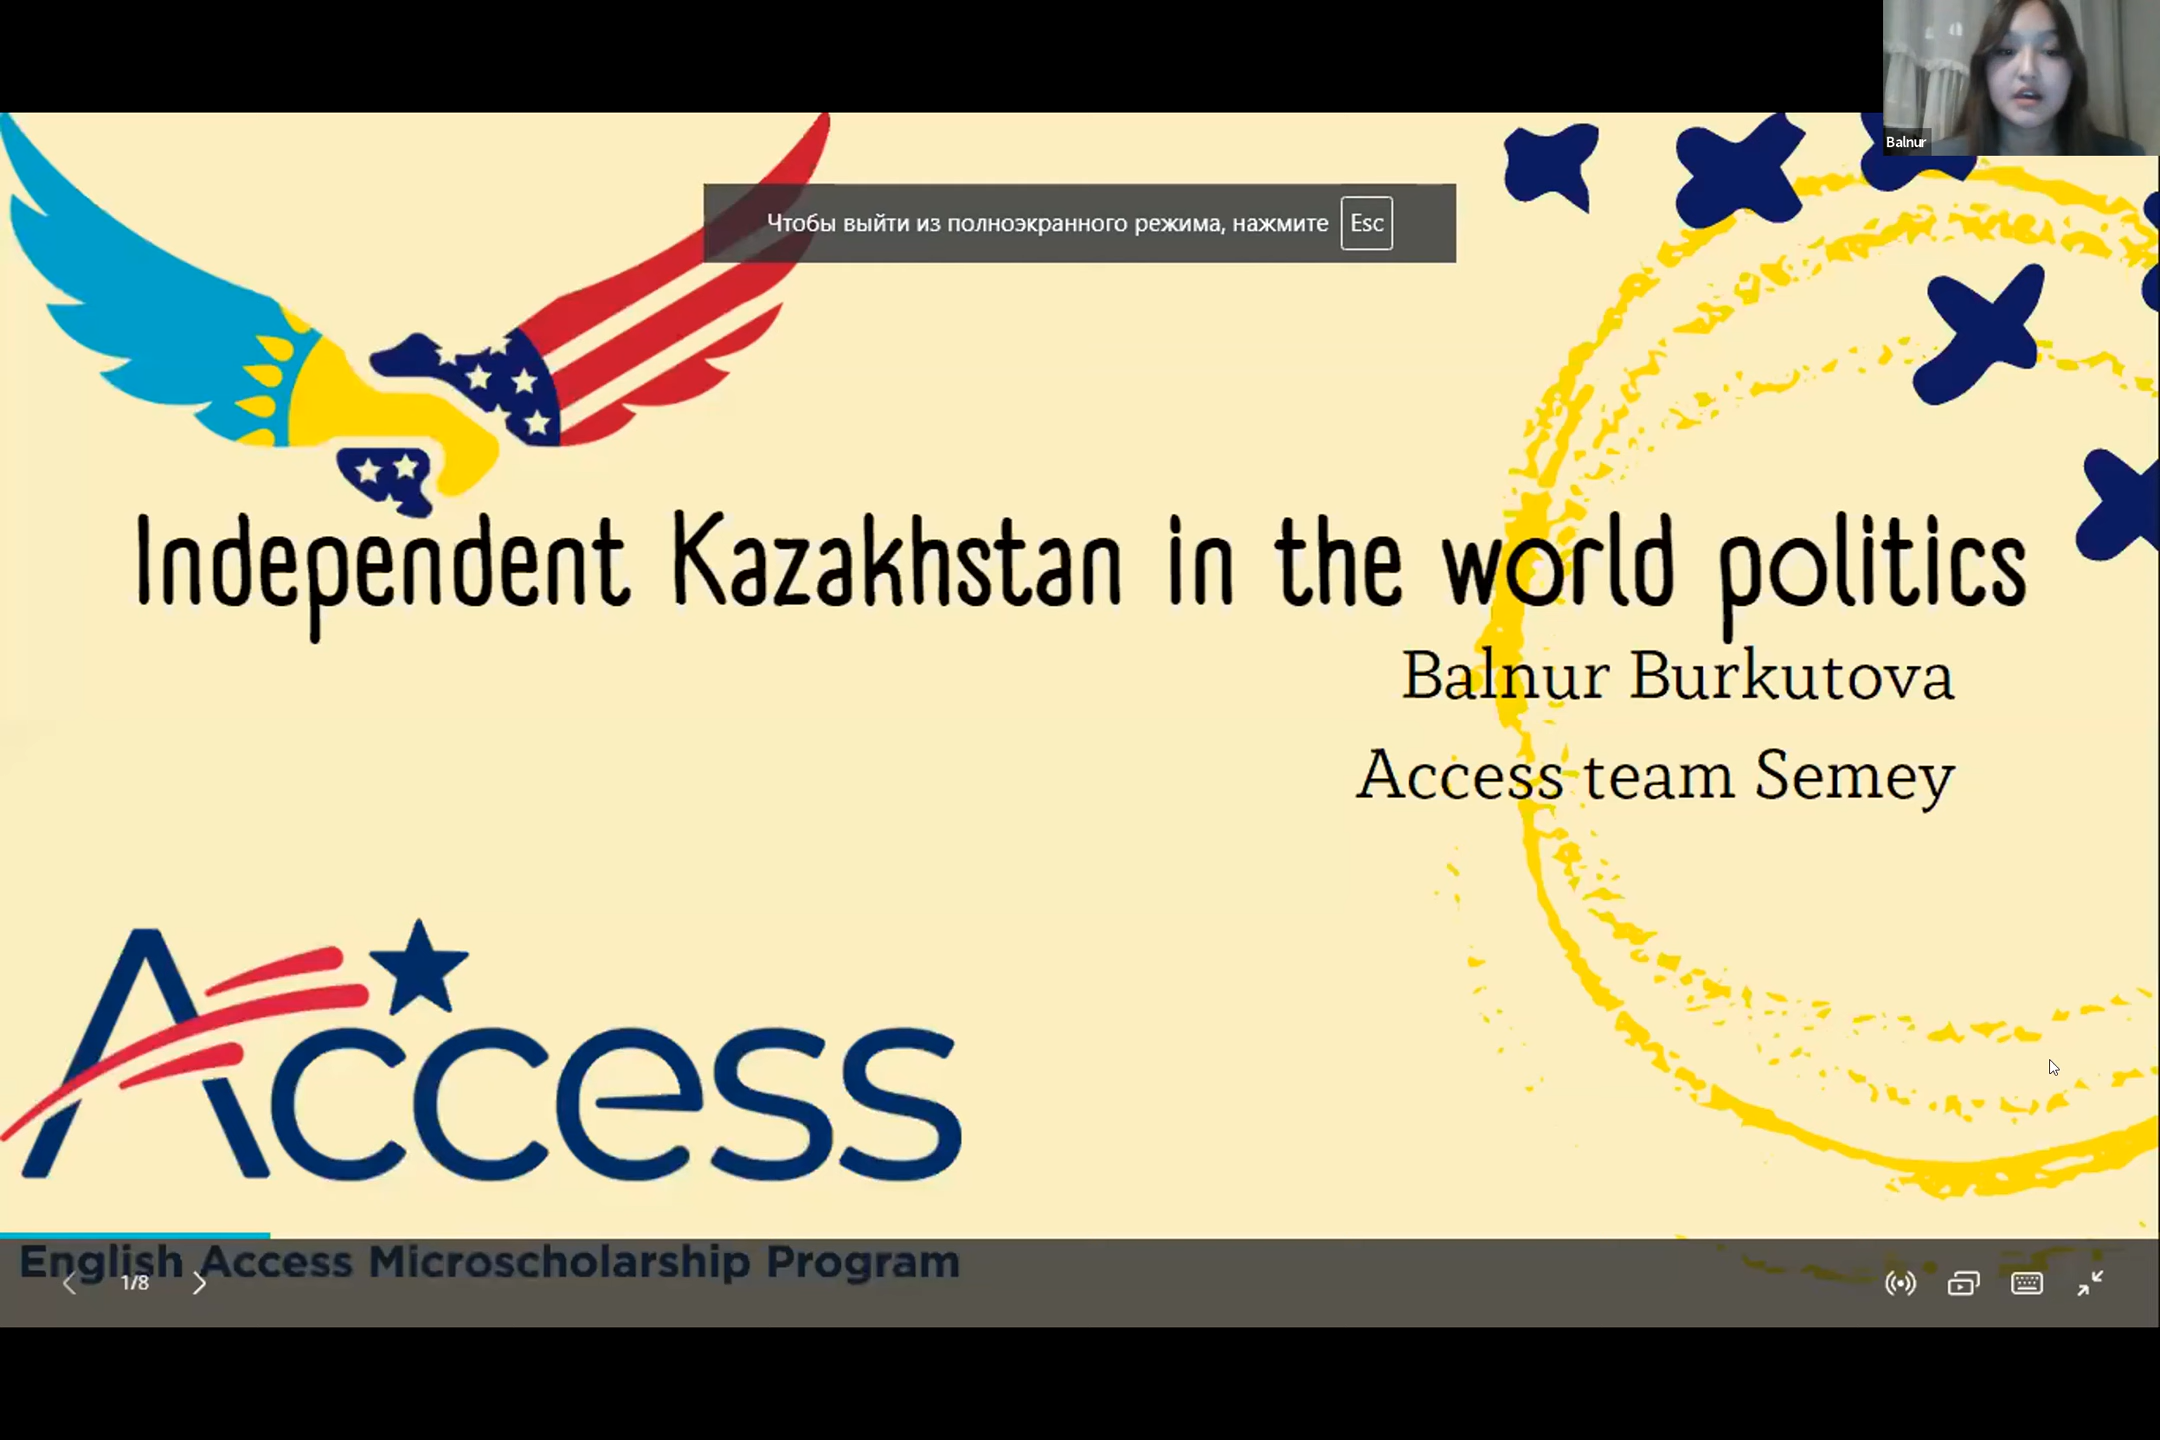 Balnur
Чтобы выйти из полноэкранного режима, нажмите Esc
Independent Kazakhstan in the world politics
Balnur Burkutova
Access team Semey
Access
English Access Microscholarship Program
1/8